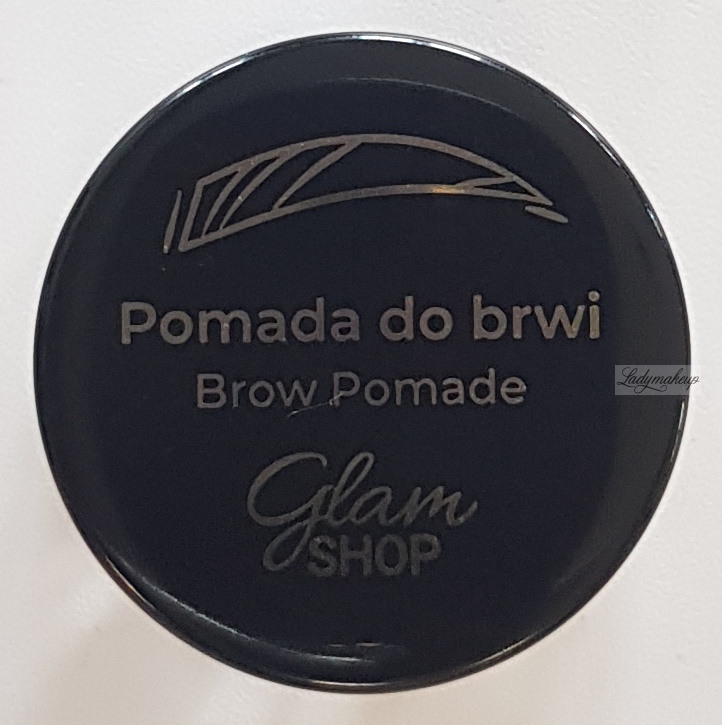 Pomada do brwi
Brow Pomade
Ladymakeup
Glam
SHOP